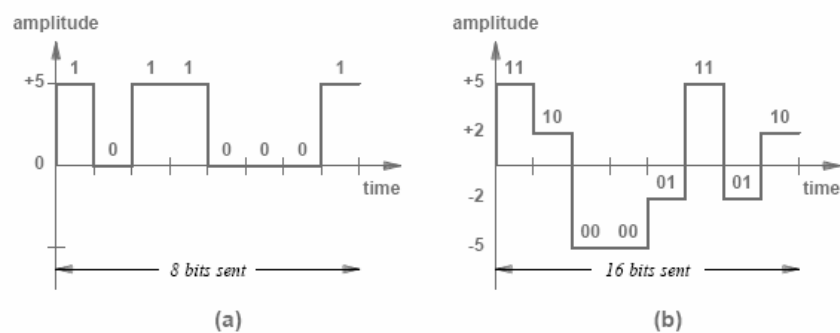 amplitude
+5
1
0
1 1
0 0 0
1
0
time
8 bits sent
(a)
amplitude
+5
+2
-2
-5
11
10
00 00
01
11
01
10
time
16 bits sent
(b)